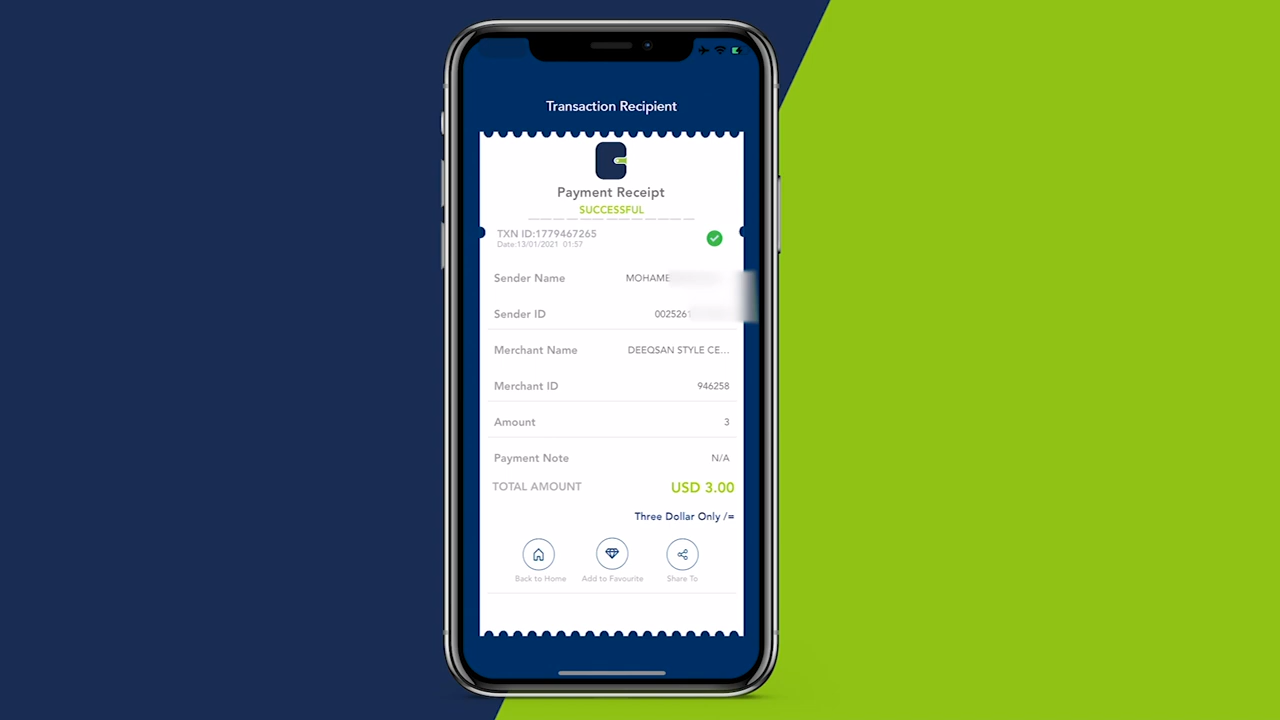 Transaction Recipient
Payment Receipt
SUCCESSFUL
TXN ID:1779467265
Date:13/01/2021 01:57
Sender Name MOHAME
Sender ID 0025261
Merchant Name DEEQSAN STYLE CE...
Merchant ID 946258
Amount 3
Payment Note N/A
TOTAL AMOUNT USD 3.00
Three Dollar Only /=
Back to Home Add to Favourite Share To